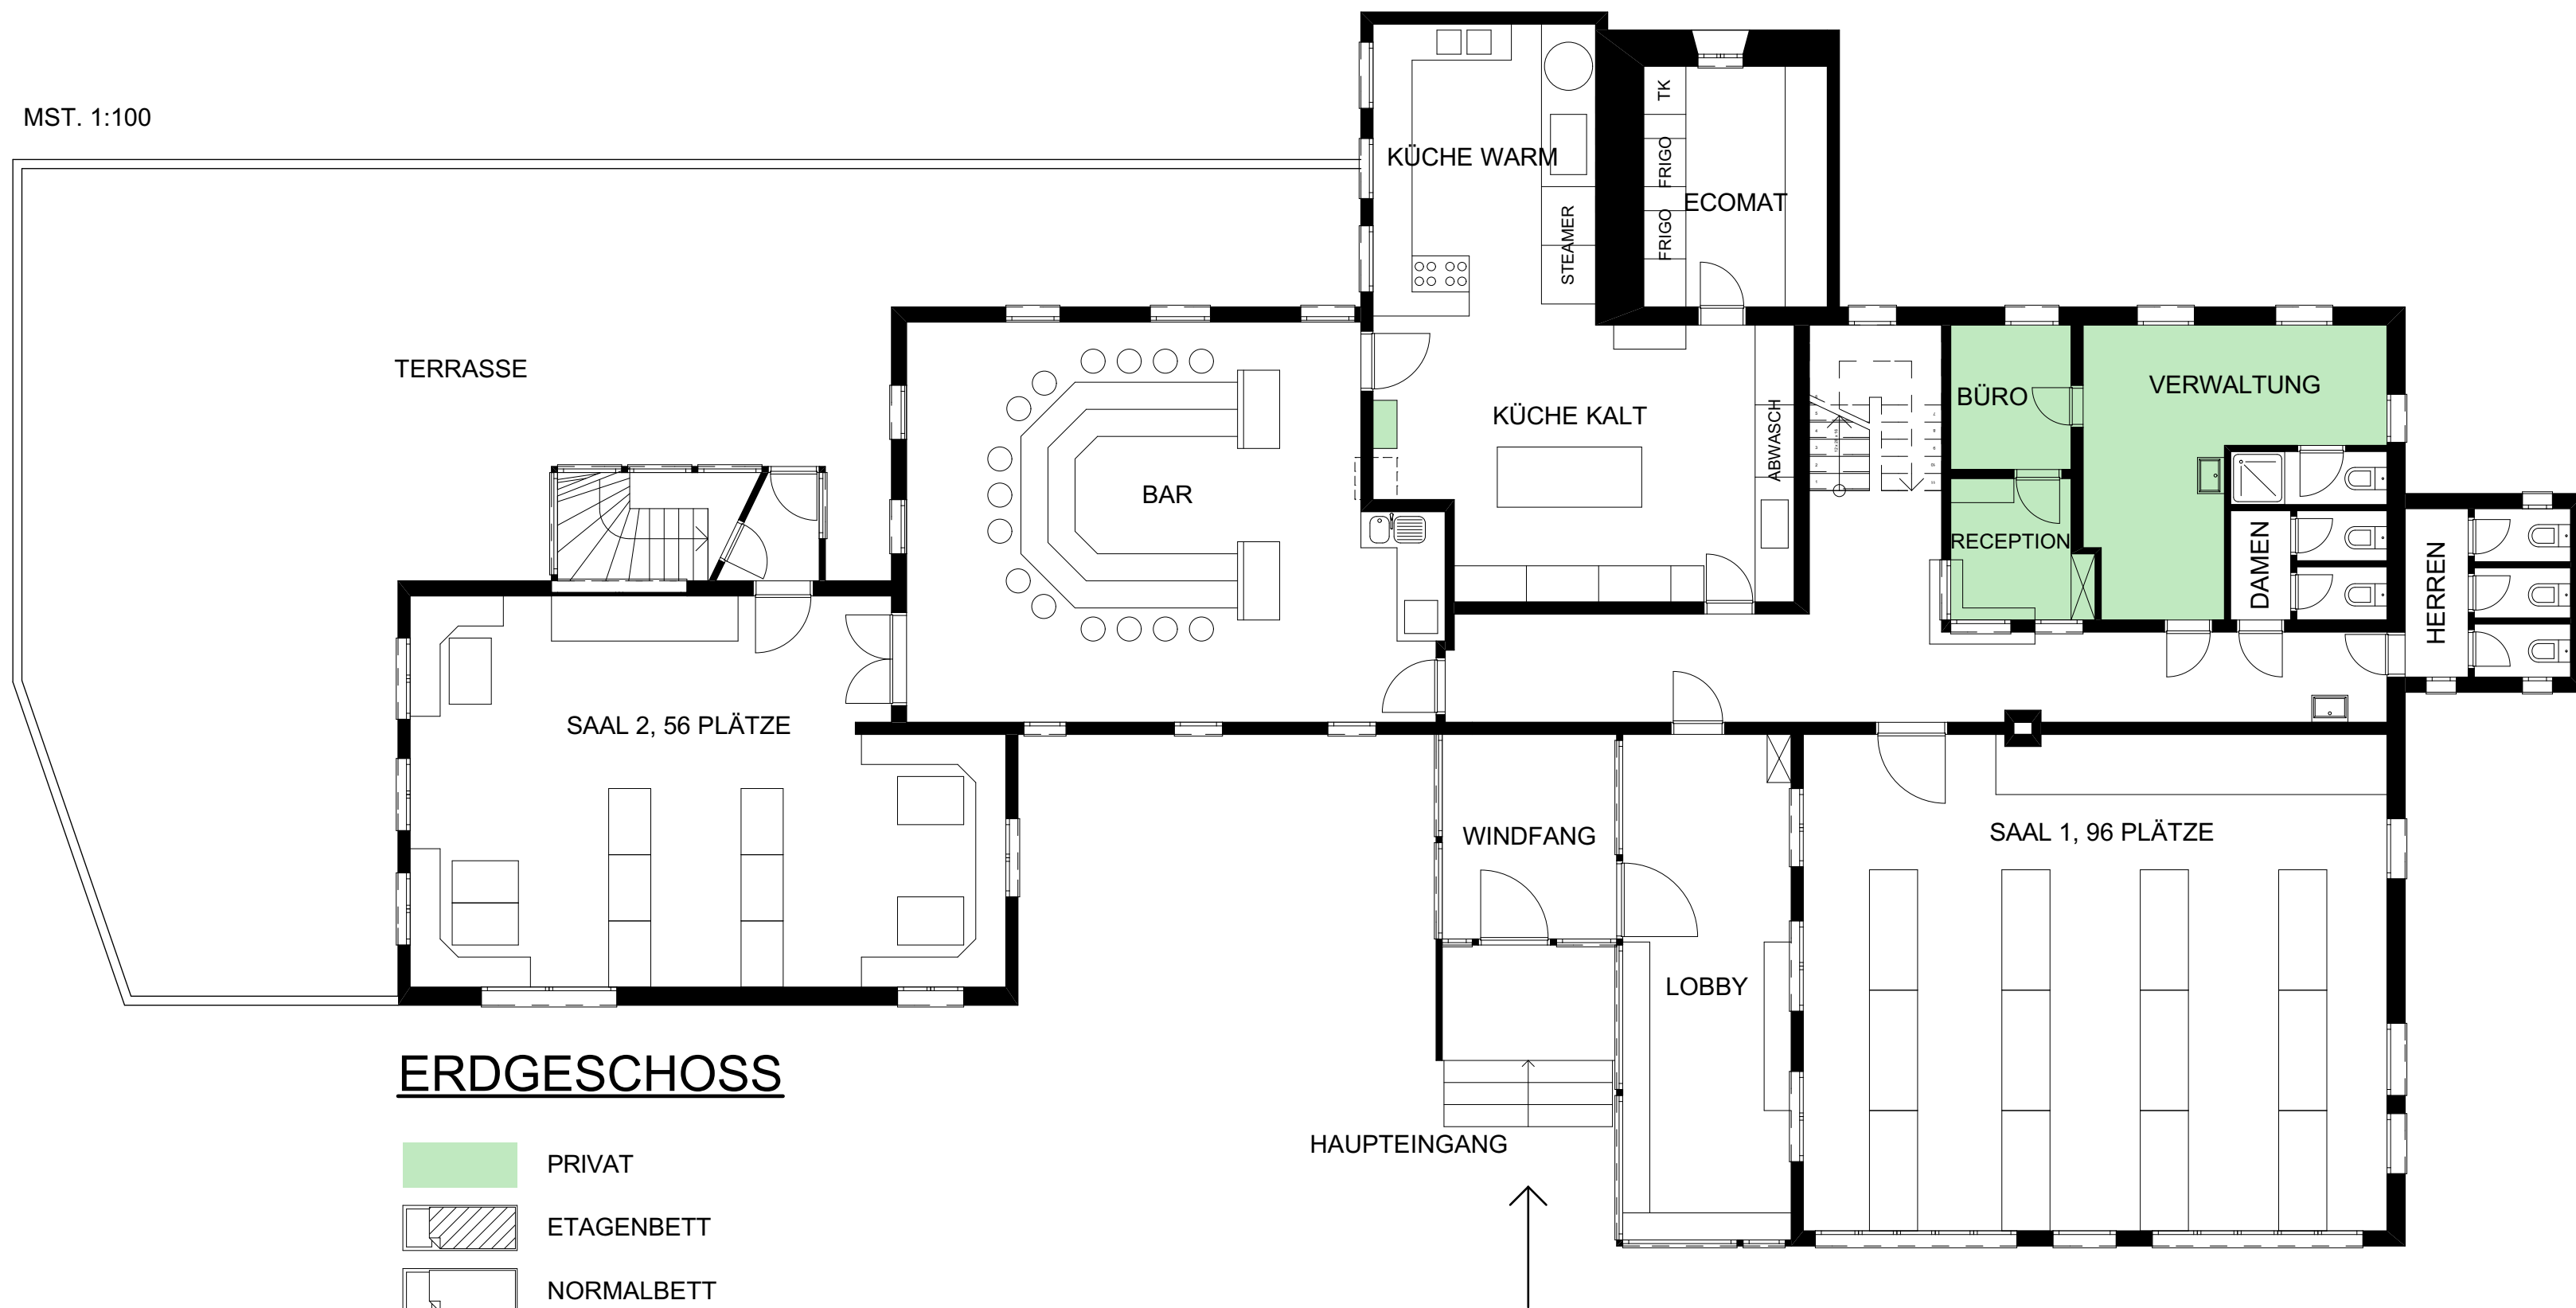 MST. 1:100
KÜCHE WARM
TK
FRIGO
FRIGO
ECOMAT
STEAMER
TERRASSE
BAR
KÜCHE KALT
ABWASCH
BÜRO
VERWALTUNG
RECEPTION
DAMEN
HERREN
SAAL 2, 56 PLÄTZE
WINDFANG
LOBBY
SAAL 1, 96 PLÄTZE
HAUPTEINGANG
ERDGESCHOSS
PRIVAT
ETAGENBETT
NORMALBETT